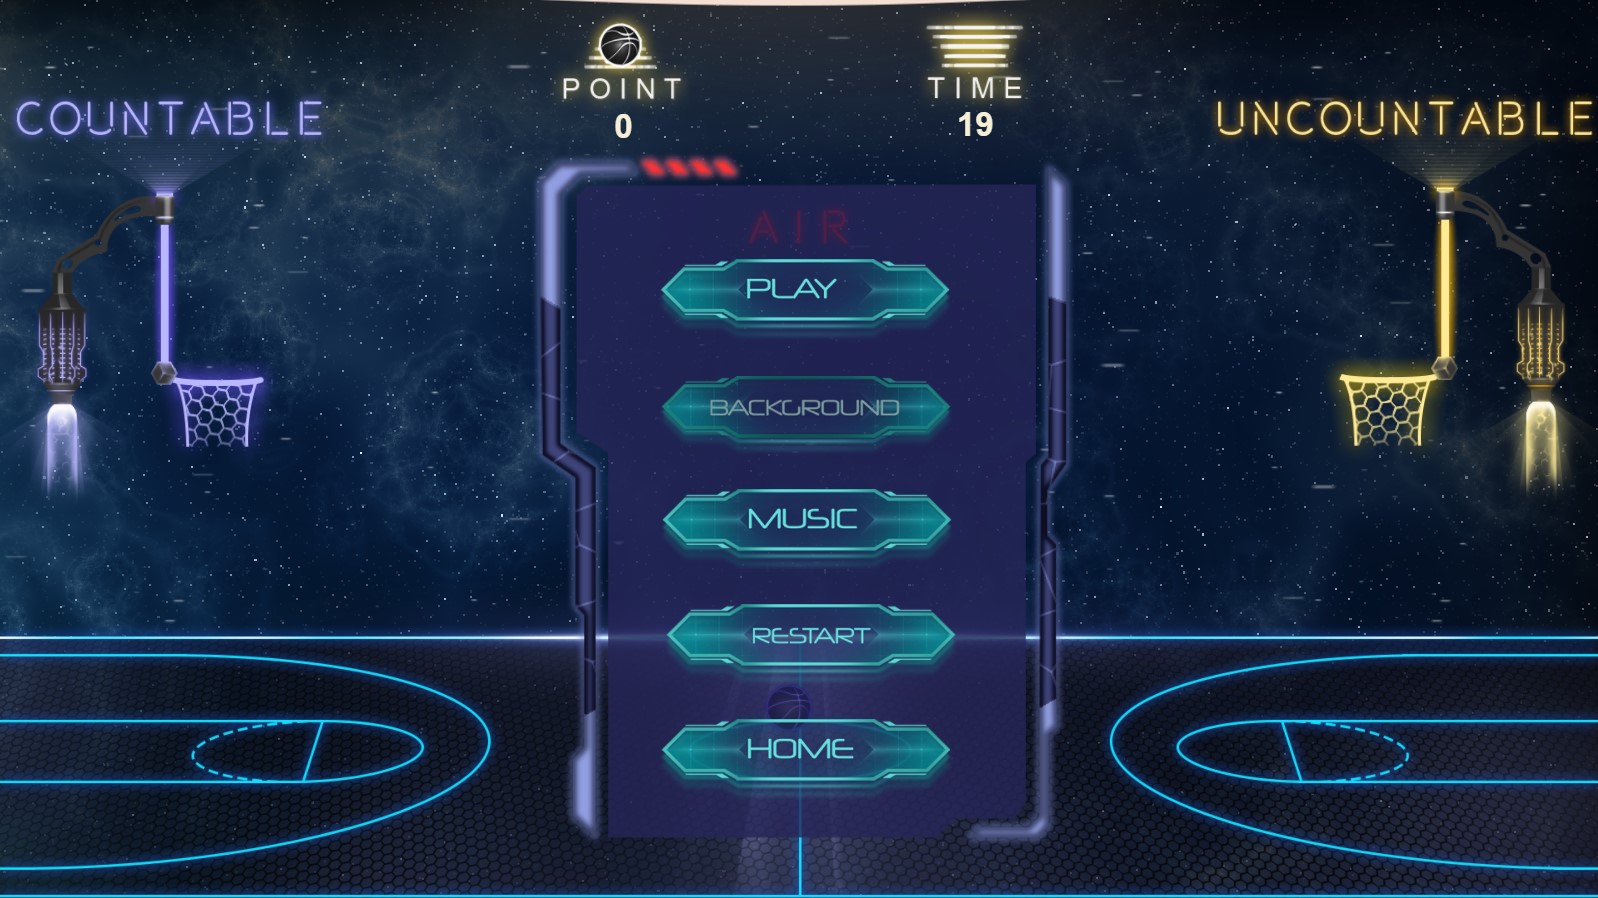 POINT
0
TIME
19
COUNTABLE
UNCOUNTABLE
AIR
PLAY
BACKGROUND
MUSIC
RESTART
HOME